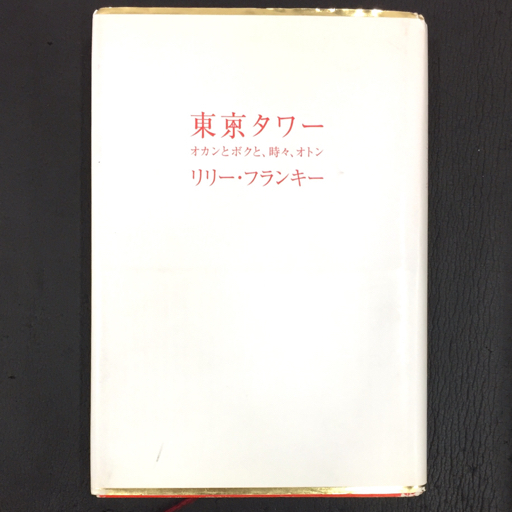 東京タワー
オカンとボクと、時々、オトン
リリー・フランキー